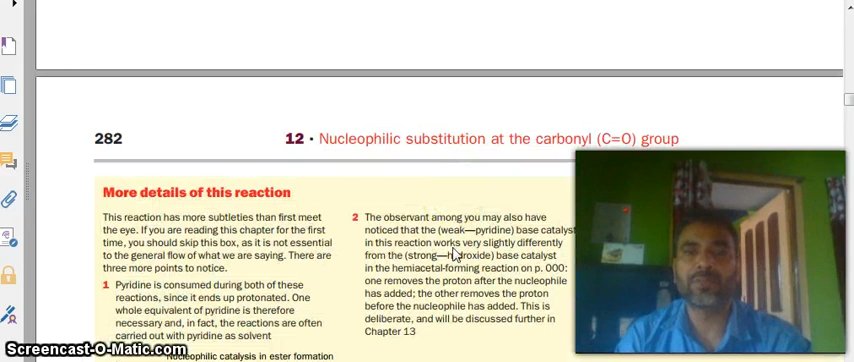 282
12 • Nucleophilic substitution at the carbonyl (C=O) group
More details of this reaction
This reaction has more subtleties than first meet
the eye. If you are reading this chapter for the first
time, you should skip this box, as it is not essential
to the general flow of what we are saying. There are
three more points to notice.
1 Pyridine is consumed during both of these
reactions, since it ends up protonated. One
whole equivalent of pyridine is therefore
necessary and, in fact, the reactions are often
carried out with pyridine as solvent
2 The observant among you may also have
noticed that the (weak—pyridine) base catalyst
in this reaction works very slightly differently
from the (strong—hydroxide) base catalyst
in the hemiacetal-forming reaction on p. 000:
one removes the proton after the nucleophile
has added; the other removes the proton
before the nucleophile has added. This is
deliberate, and will be discussed further in
Chapter 13
Nucleophilic catalysis in ester formation
Screencast-O-Matic.com